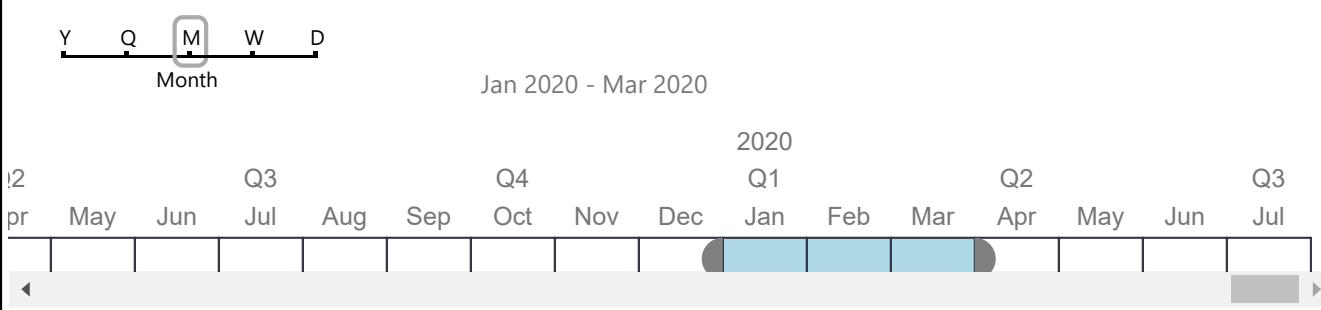 Y Q M W D
Month
Jan 2020 - Mar 2020
2020
Q3 Q4 Q1 Q2 Q3
May Jun Jul Aug Sep Oct Nov Dec Jan Feb Mar Apr May Jun Jul